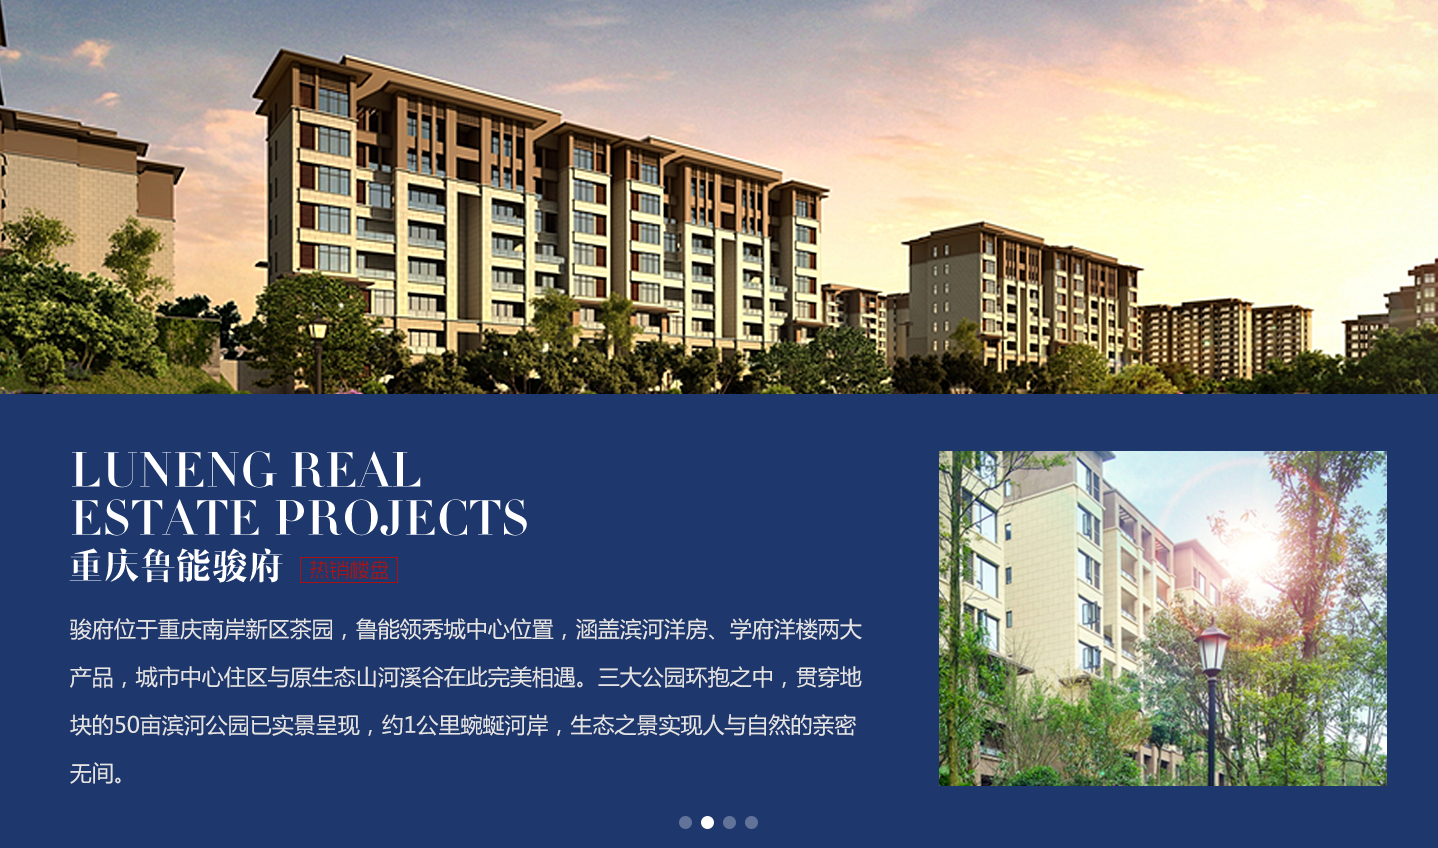 LUNENG REAL
ESTATE PROJECTS
重庆鲁能骏府 热销楼盘
骏府位于重庆南岸新区茶园，鲁能领秀城中心位置，涵盖滨河洋房、学府洋楼两大
产品，城市中心住区与原生态山河溪谷在此完美相遇。三大公园环抱之中，贯穿地
块的50亩滨河公园已实景呈现，约1公里蜿蜒河岸，生态之景实现人与自然的亲密
无间。